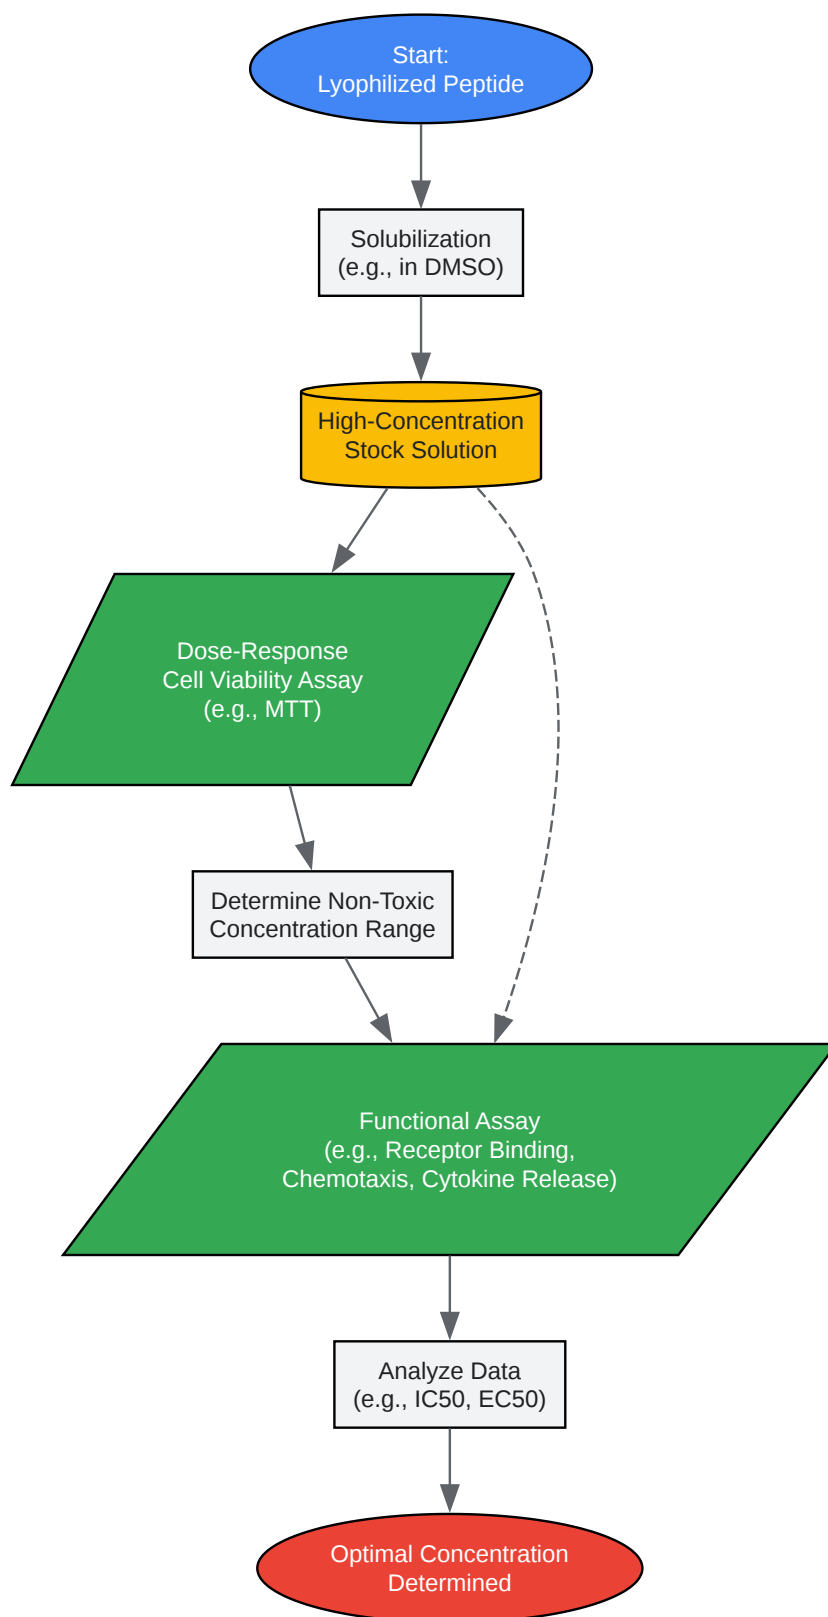 Start:
Lyophilized Peptide
Solubilization
(e.g., in DMSO)
High-Concentration
Stock Solution
Dose-Response
Cell Viability Assay
(e.g., MTT)
Determine Non-Toxic
Concentration Range
Functional Assay
(e.g., Receptor Binding,
Chemotaxis, Cytokine Release)
Analyze Data
(e.g., IC50, EC50)
Optimal Concentration
Determined